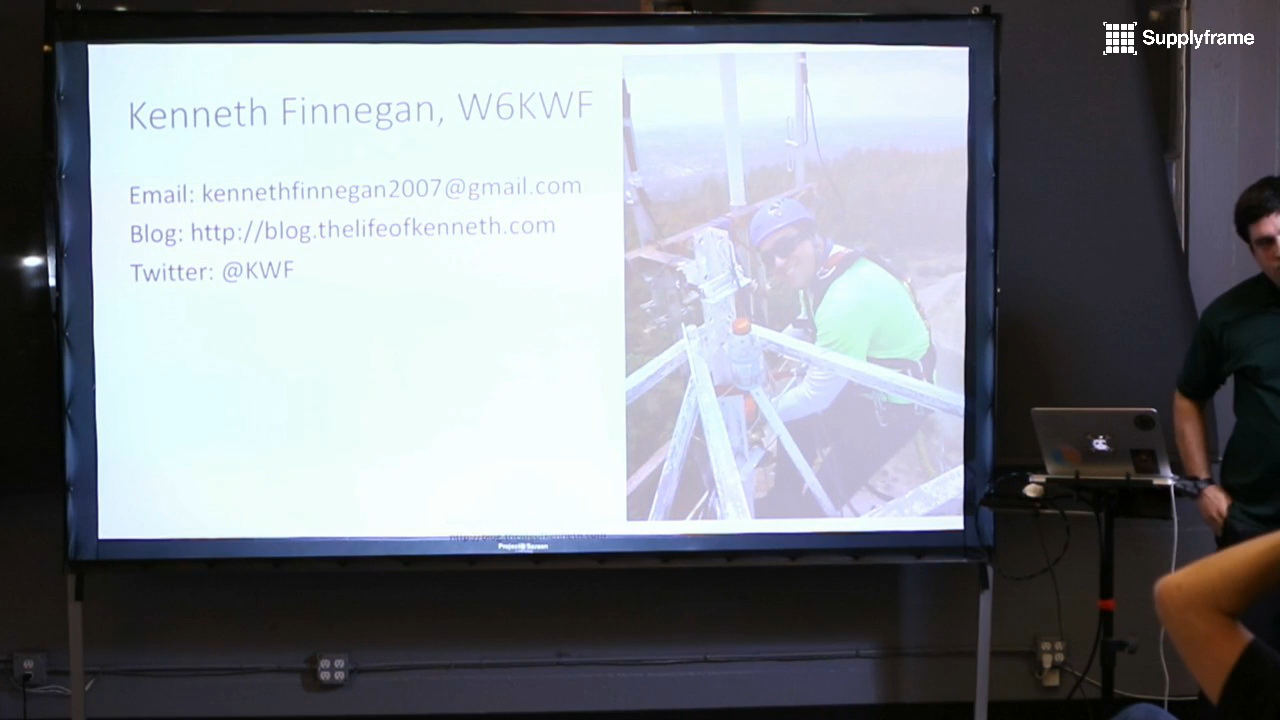 Supplyframe
Kenneth Finnegan, W6KWF
Email: kennethfinnegan2007@gmail.com
Blog: http://blog.thelifeofkenneth.com
Twitter: @KWF